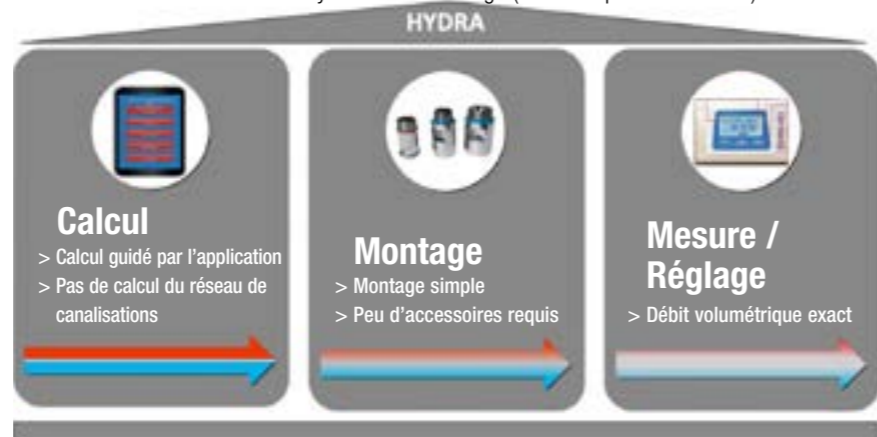 HYDRA
Calcul
> Calcul guidé par l'application
> Pas de calcul du réseau de
canalisations
Montage
> Montage simple
> Peu d'accessoires requis
Mesure /
Réglage
> Débit volumétrique exact